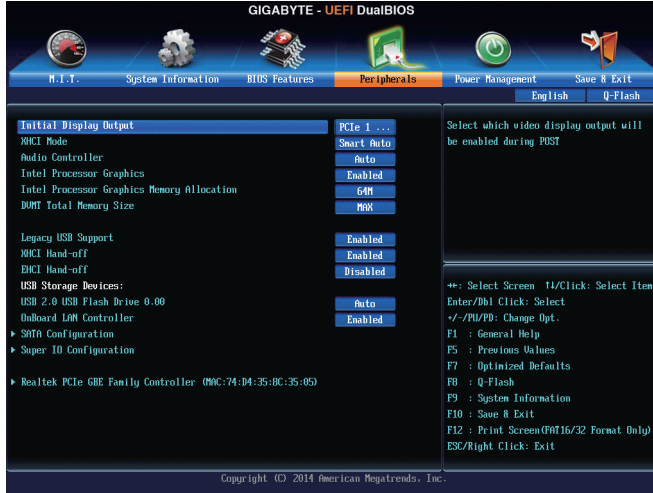 GIGABYTE - UEFI DualBIOS
M.I.T. System Information BIOS Features Peripherals Power Management Save & Exit
English Q-Flash
Initial Display Output PCIe 1 ...
XHCI Mode Smart Auto
Audio Controller Auto
Intel Processor Graphics Enabled
Intel Processor Graphics Memory Allocation 64M
DVMT Total Memory Size MAX
Legacy USB Support Enabled
XHCI Hand-off Enabled
EHCI Hand-off Disabled
USB Storage Devices:
USB 2.0 USB Flash Drive 0.00 Auto
OnBoard LAN Controller Enabled
SATA Configuration
Super IO Configuration
Realtek PCIe GBE Family Controller (MAC:74:D4:35:8C:35:05)
Select which video display output will
be enabled during POST
→←: Select Screen ↑↓/Click: Select Item
Enter/Dbl Click: Select
+/-/PU/PD: Change Opt.
F1 : General Help
F5 : Previous Values
F7 : Optimized Defaults
F8 : Q-Flash
F9 : System Information
F10 : Save & Exit
F12 : Print Screen(FAT16/32 Format Only)
ESC/Right Click: Exit
Copyright (C) 2014 American Megatrends, Inc.